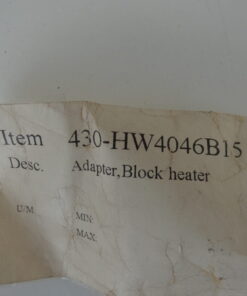 Item 430-HW4046B15
Desc. Adapter,Block heater
U/M
MIN
MAX